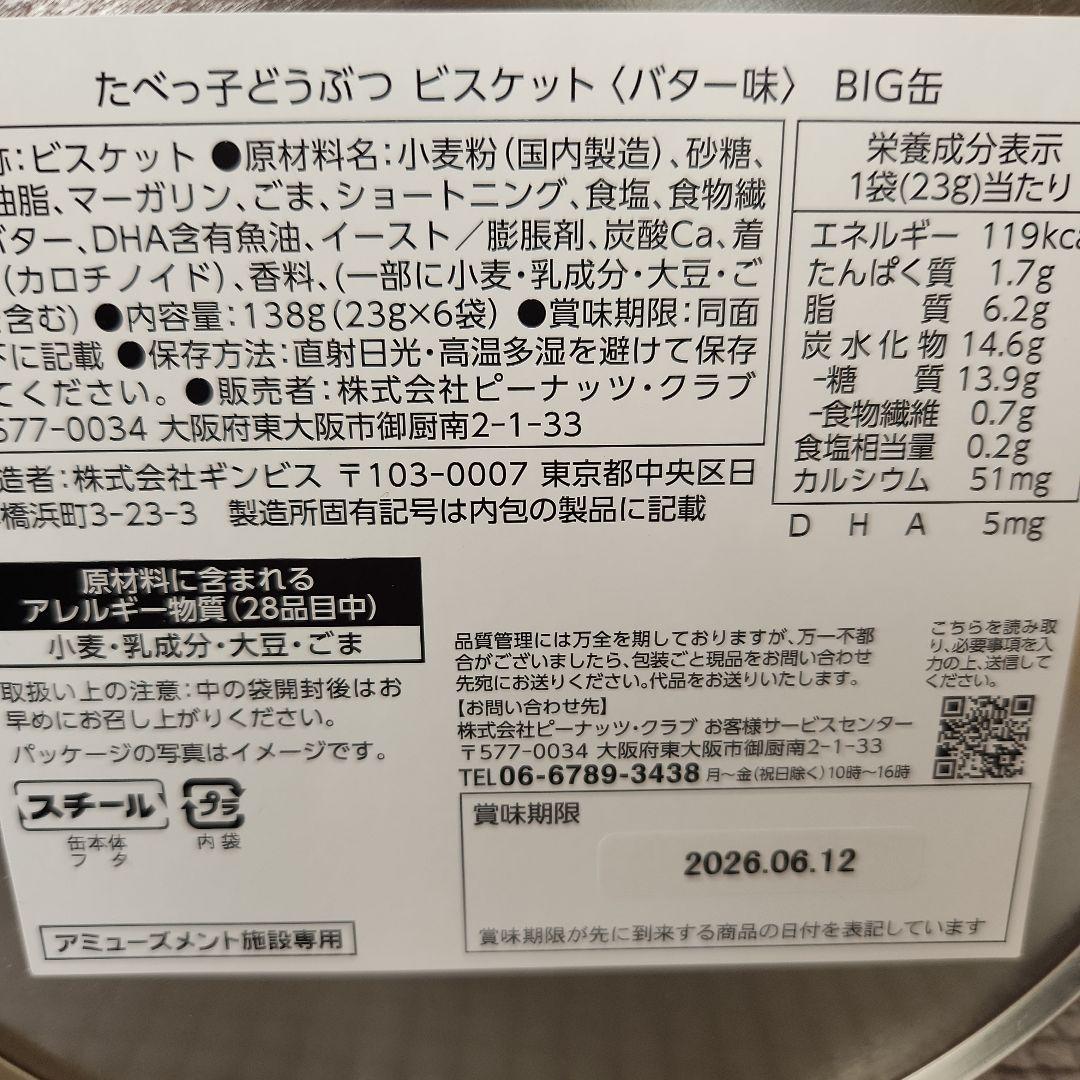 たべっ子どうぶつ ビスケット〈バター味〉 BIG缶
称:ビスケット ●原材料名:小麦粉(国内製造)、砂糖、
油脂、マーガリン、ごま、ショートニング、食塩、食物繊
バター、DHA含有魚油、イースト／膨脹剤、炭酸Ca、着
(カロチノイド)、香料、(一部に小麦・乳成分・大豆・ご
含む) ●内容量:138g(23g×6袋) ●賞味期限:同面
下に記載 ●保存方法:直射日光・高温多湿を避けて保存
てください。●販売者:株式会社ピーナッツ・クラブ
577-0034 大阪府東大阪市御厨南2-1-33
造者:株式会社ギンビス 〒103-0007 東京都中央区日
橋浜町3-23-3 製造所固有記号は内包の製品に記載
栄養成分表示
1袋(23g)当たり
エネルギー 119kca
たんぱく質 1.7g
脂質 6.2g
炭水化物 14.6g
-糖質 13.9g
-食物繊維 0.7g
食塩相当量 0.2g
カルシウム 51mg
DHA 5mg
原材料に含まれる
アレルギー物質(28品目中)
小麦・乳成分・大豆・ごま
取扱い上の注意:中の袋開封後はお
早めにお召し上がりください。
パッケージの写真はイメージです。
スチール
缶本体
フタ
プラ
内袋
アミューズメント施設専用
品質管理には万全を期しておりますが、万一不都
合がございましたら、包装ごと現品をお問い合わせ
先宛にお送りください。代品をお送りいたします。
【お問い合わせ先】
株式会社ピーナッツ・クラブ お客様サービスセンター
〒577-0034 大阪府東大阪市御厨南2-1-33
TEL06-6789-3438 月～金(祝日除く)10時～16時
こちらを読み取
り、必要事項を入
力の上、送信して
ください。
賞味期限
2026.06.12
賞味期限が先に到来する商品の日付を表記しています